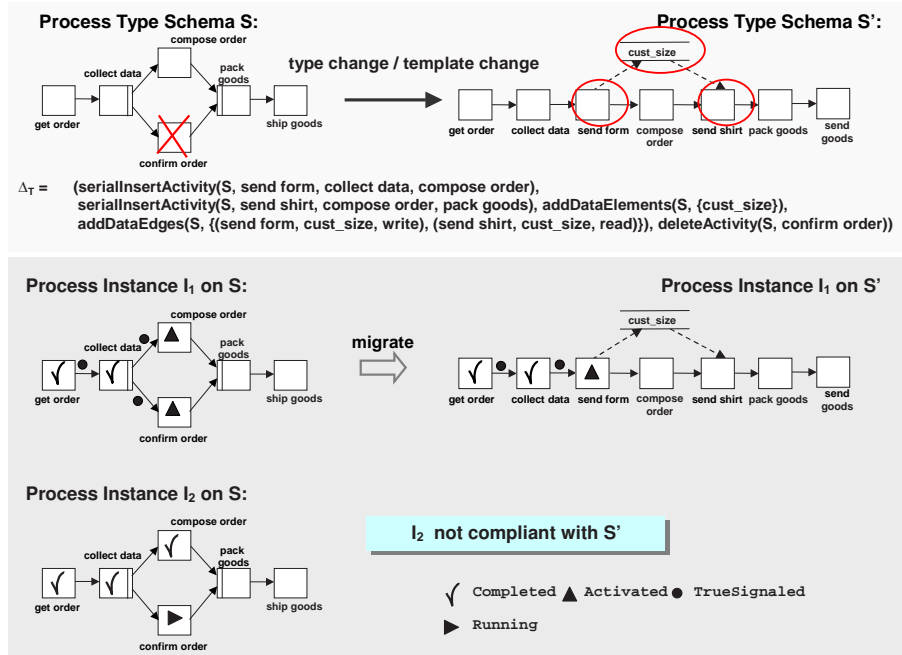 Process Type Schema S:
Process Type Schema S’:
compose order
collect data
pack
goods
get order
ship goods
confirm order
type change / template change
cust_size
get order
collect data
send form
compose
order
send shirt
pack goods
send
goods
ΔT = (serialInsertActivity(S, send form, collect data, compose order),
serialInsertActivity(S, send shirt, compose order, pack goods), addDataElements(S, {cust_size}),
addDataEdges(S, {(send form, cust_size, write), (send shirt, cust_size, read)}), deleteActivity(S, confirm order))
Process Instance I1 on S:
Process Instance I1 on S’
compose order
collect data
pack
goods
get order
ship goods
confirm order
migrate
cust_size
get order
collect data
send form
compose
order
send shirt
pack goods
send
goods
Process Instance I2 on S:
compose order
collect data
pack
goods
get order
ship goods
confirm order
I2 not compliant with S’
Completed
Activated
TrueSignaled
Running